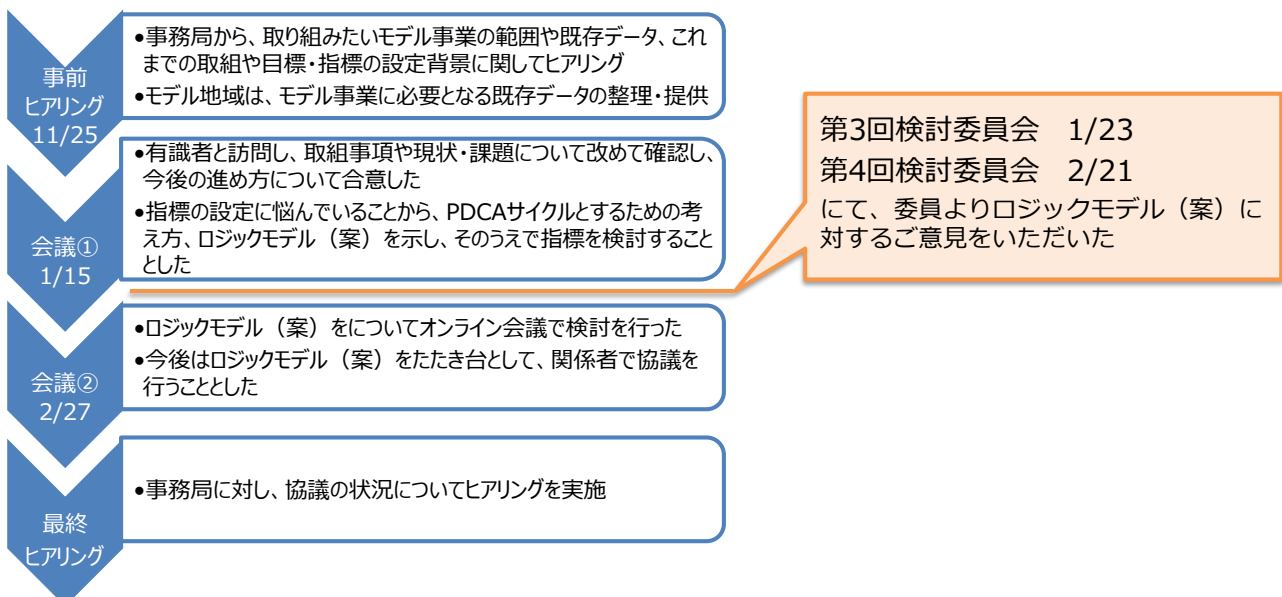 事前
ヒアリング
11/25
•事務局から、取り組みたいモデル事業の範囲や既存データ、これ
までの取組や目標・指標の設定背景に関してヒアリング
•モデル地域は、モデル事業に必要となる既存データの整理・提供
会議①
1/15
•有識者と訪問し、取組事項や現状・課題について改めて確認し、
今後の進め方について合意した
•指標の設定に悩んでいることから、PDCAサイクルとするための考
え方、ロジックモデル（案）を示し、そのうえで指標を検討すること
とした
第3回検討委員会　1/23
第4回検討委員会　2/21
にて、委員よりロジックモデル（案）に
対するご意見をいただいた
会議②
2/27
•ロジックモデル（案）をについてオンライン会議で検討を行った
•今後はロジックモデル（案）をたたき台として、関係者で協議を
行うこととした
最終
ヒアリング
•事務局に対し、協議の状況についてヒアリングを実施